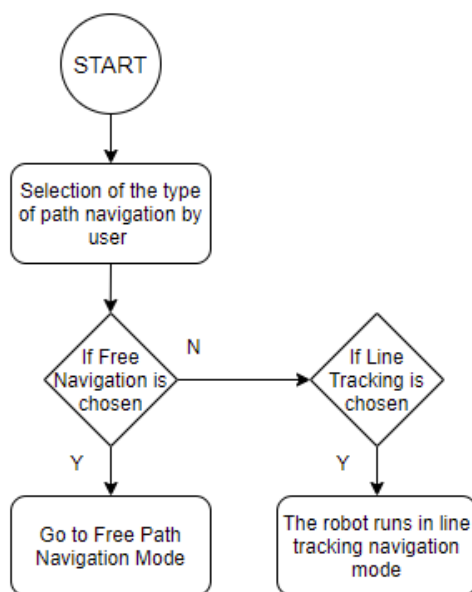 START
Selection of the type
of path navigation by
user
If Free
Navigation is
chosen
N
If Line
Tracking is
chosen
Y
Y
Go to Free Path
Navigation Mode
The robot runs in line
tracking navigation
mode